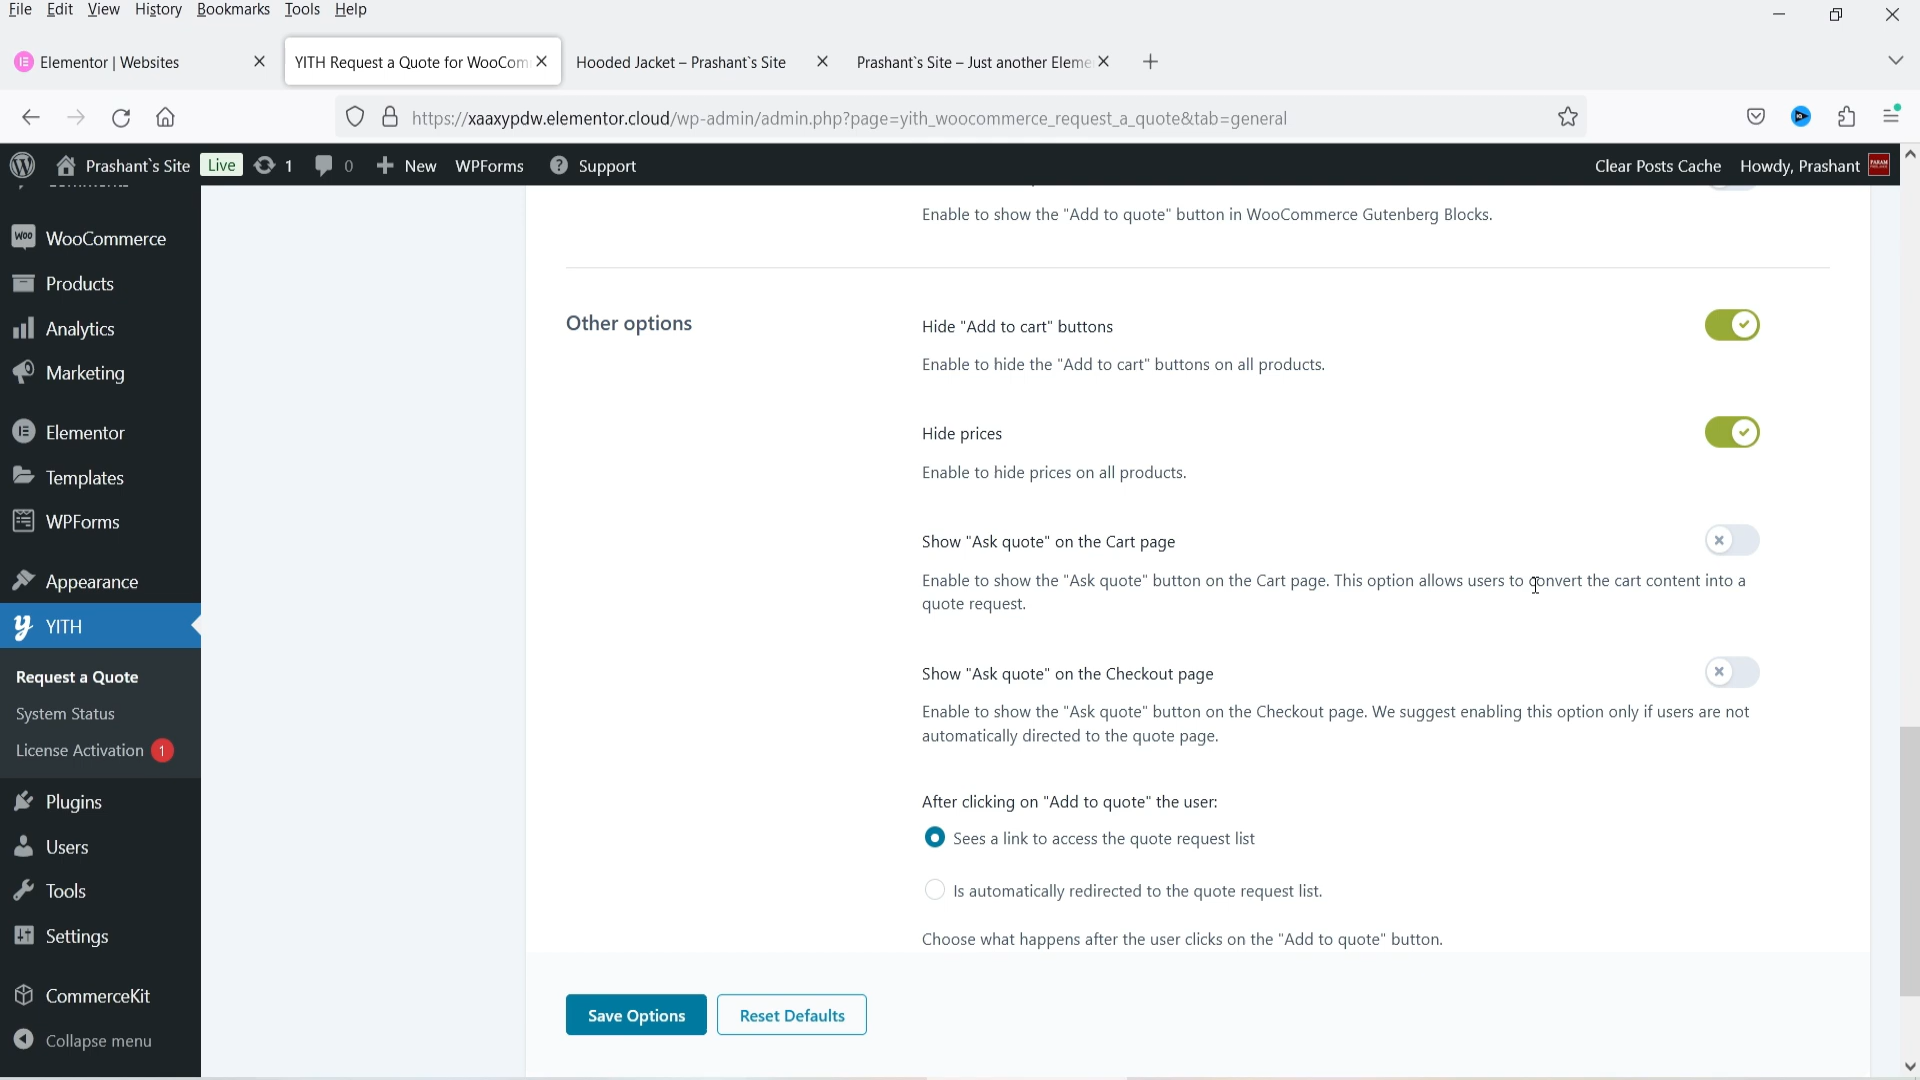 File Edit View History Bookmarks Tools Help
Elementor | Websites
YITH Request a Quote for WooCom
Hooded Jacket – Prashant`s Site
Prashant`s Site – Just another Eleme
https://xaaxypdw.elementor.cloud/wp-admin/admin.php?page=yith_woocommerce_request_a_quote&tab=general
Prashant`s Site Live 1 0 New WPForms Support
Clear Posts Cache Howdy, Prashant
WooCommerce
Products
Analytics
Marketing
Elementor
Templates
WPForms
Appearance
YITH
Request a Quote
System Status
License Activation 1
Plugins
Users
Tools
Settings
CommerceKit
Collapse menu
Enable to show the "Add to quote" button in WooCommerce Gutenberg Blocks.
Other options
Hide "Add to cart" buttons
Enable to hide the "Add to cart" buttons on all products.
Hide prices
Enable to hide prices on all products.
Show "Ask quote" on the Cart page
Enable to show the "Ask quote" button on the Cart page. This option allows users to convert the cart content into a
quote request.
Show "Ask quote" on the Checkout page
Enable to show the "Ask quote" button on the Checkout page. We suggest enabling this option only if users are not
automatically directed to the quote page.
After clicking on "Add to quote" the user:
Sees a link to access the quote request list
Is automatically redirected to the quote request list.
Choose what happens after the user clicks on the "Add to quote" button.
Save Options
Reset Defaults